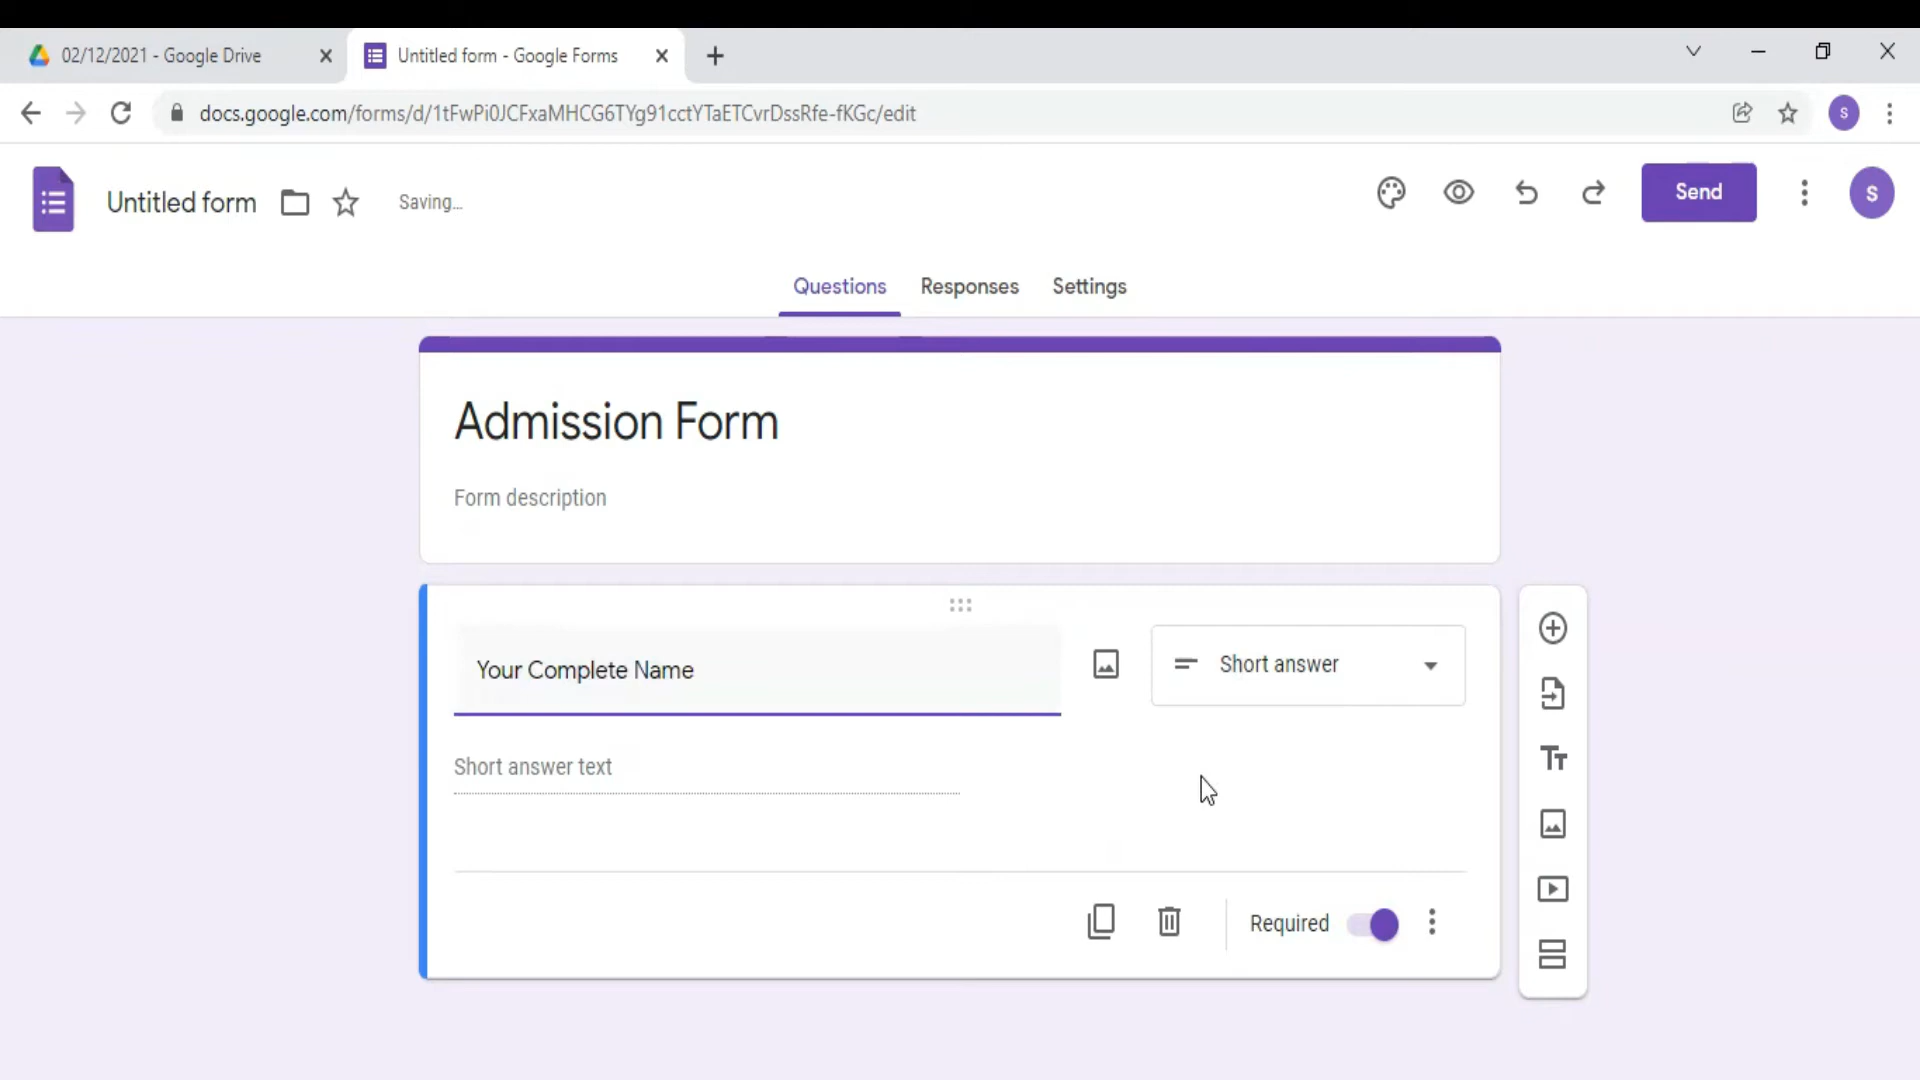 02/12/2021 - Google Drive
Untitled form - Google Forms
docs.google.com/forms/d/1tFwPi0JCFxaMHCG6TYg91cctYTaETCvrDssRfe-fKGc/edit
S
Untitled form
Saving...
Send
S
Questions
Responses
Settings
Admission Form
Form description
Your Complete Name
Short answer
Short answer text
Tт
Required